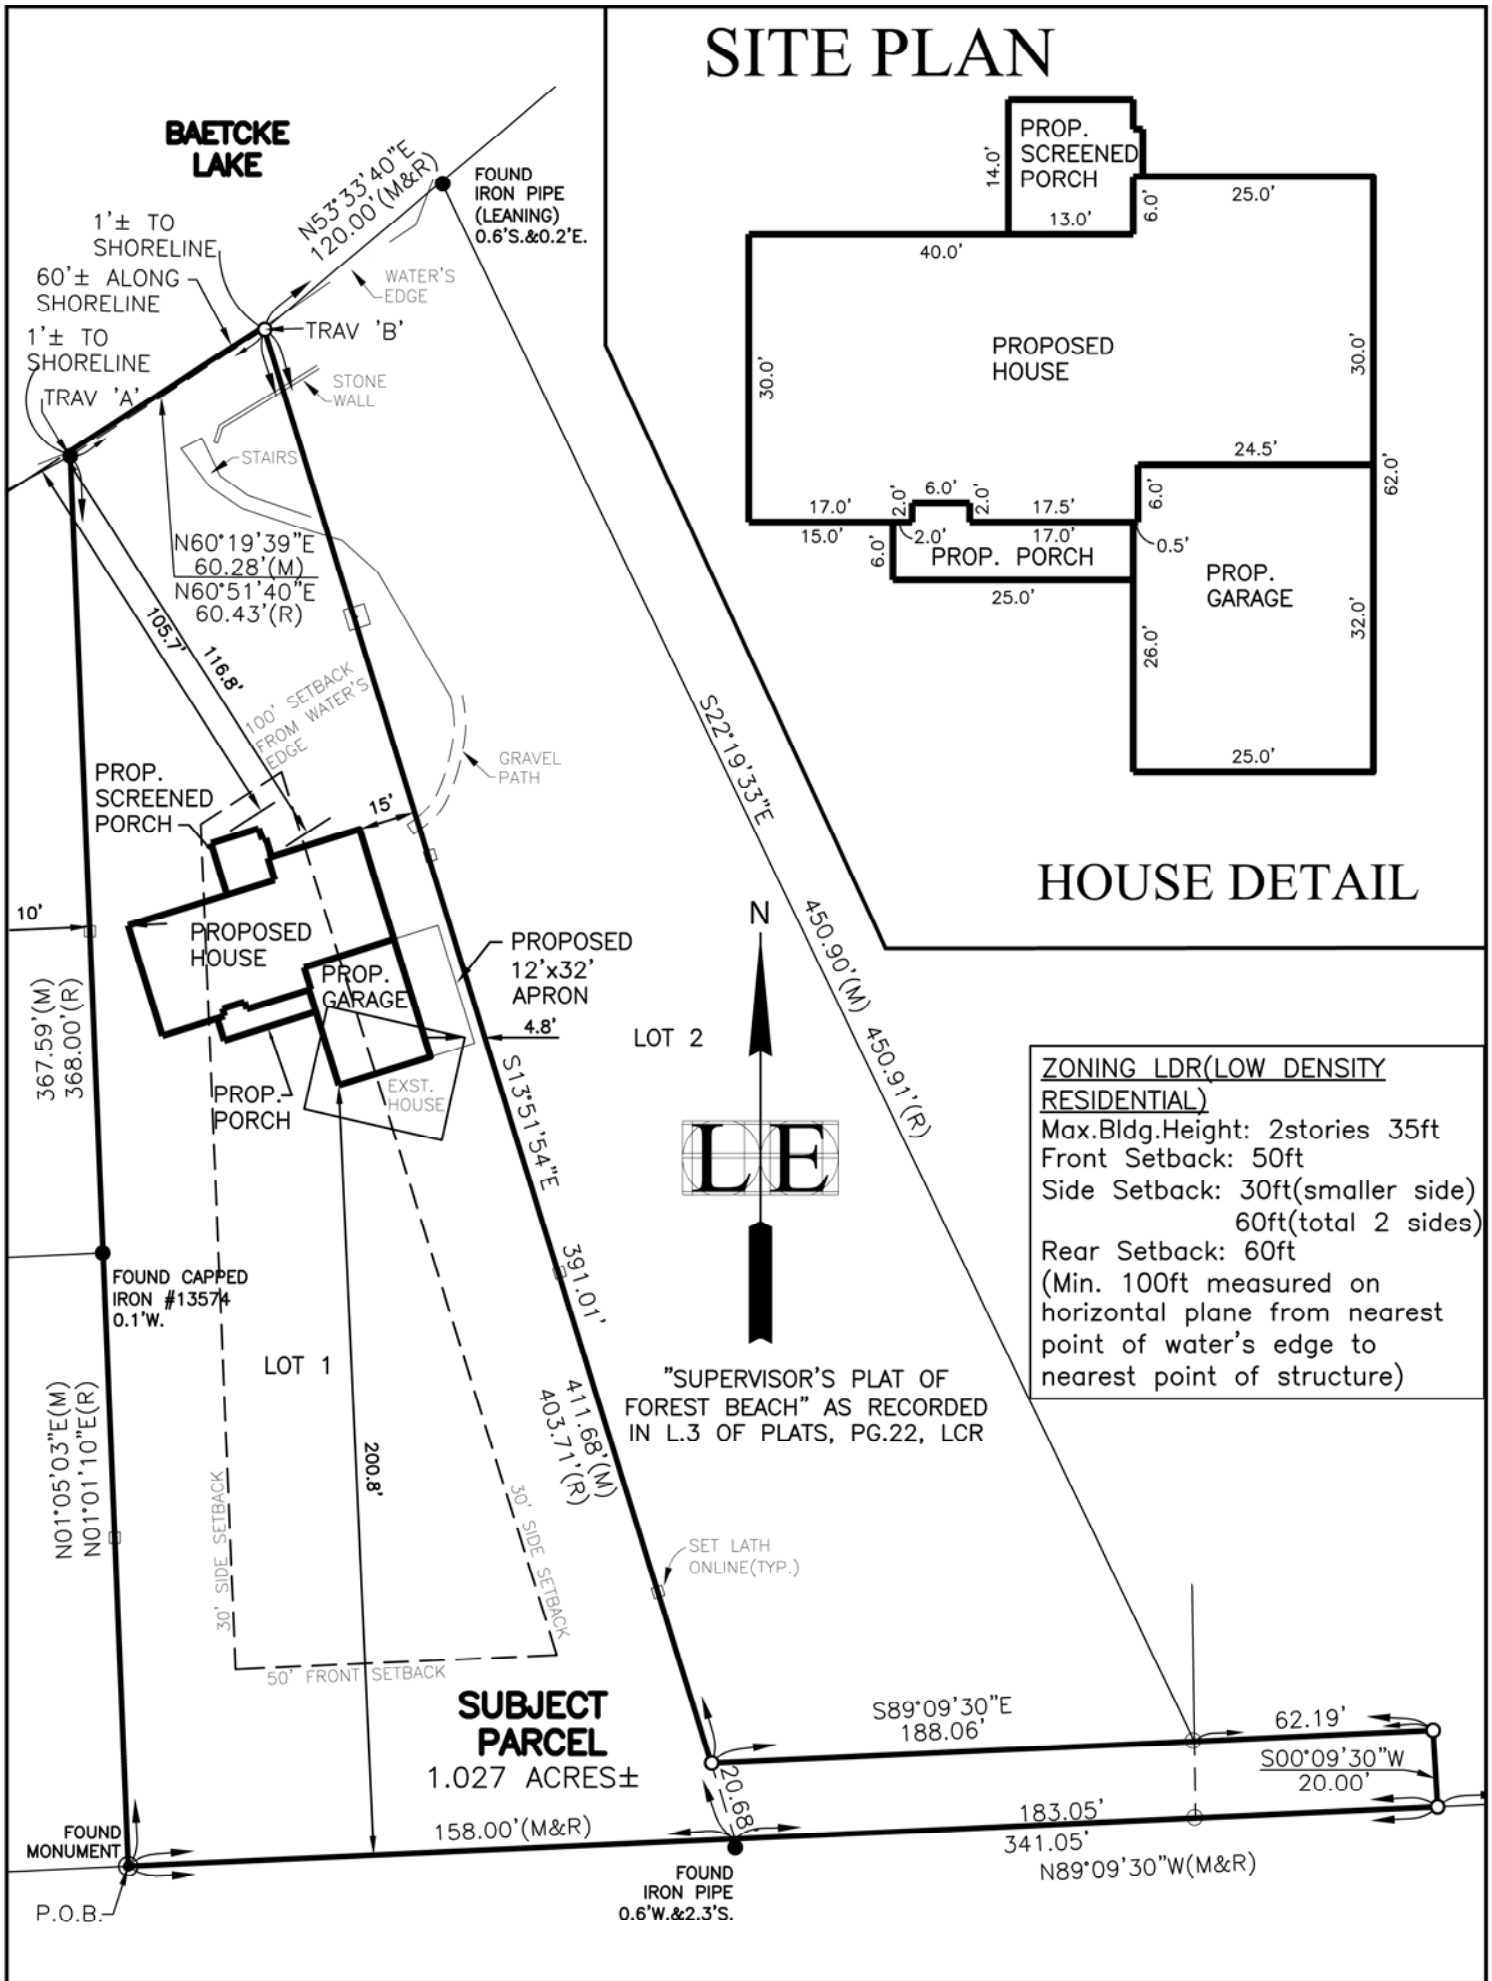 SITE PLAN
PROP.
SCREENED
PORCH
14.0'
13.0'
6.0'
25.0'
40.0'
PROPOSED
HOUSE
30.0'
30.0'
24.5'
62.0'
17.0'
2.0'
6.0'
2.0'
17.5'
6.0'
15.0'
2.0'
17.0'
0.5'
6.0'
PROP. PORCH
25.0'
PROP.
GARAGE
26.0'
32.0'
25.0'
HOUSE DETAIL
BAETCKE
LAKE
N53°33'40"E
120.00'(M&R)
FOUND
IRON PIPE
(LEANING)
0.6'S.&0.2'E.
1'± TO
SHORELINE
60'± ALONG
SHORELINE
1'± TO
SHORELINE
WATER'S
EDGE
TRAV 'B'
TRAV 'A'
STONE
WALL
STAIRS
N60°19'39"E
60.28'(M)
N60°51'40"E
60.43'(R)
105.7'
116.8'
100' SETBACK
FROM WATER'S
EDGE
GRAVEL
PATH
S22°19'33"E
450.90'(M)
450.91'(R)
PROP.
SCREENED
PORCH
15'
10'
PROPOSED
HOUSE
PROP.
GARAGE
PROPOSED
12'x32'
APRON
4.8'
367.59'(M)
368.00'(R)
PROP.
PORCH
EXST.
HOUSE
S13°51'54"E
LOT 2
N
LE
ZONING LDR(LOW DENSITY
RESIDENTIAL)
Max.Bldg.Height: 2stories 35ft
Front Setback: 50ft
Side Setback: 30ft(smaller side)
60ft(total 2 sides)
Rear Setback: 60ft
(Min. 100ft measured on
horizontal plane from nearest
point of water's edge to
nearest point of structure)
FOUND CAPPED
IRON #13574
0.1'W.
391.01'
LOT 1
"SUPERVISOR'S PLAT OF
FOREST BEACH" AS RECORDED
IN L.3 OF PLATS, PG.22, LCR
411.68'(M)
403.71'(R)
N01°05'03"E(M)
N01°01'10"E(R)
200.8'
30' SIDE SETBACK
30' SIDE SETBACK
SET LATH
ONLINE(TYP.)
50' FRONT SETBACK
SUBJECT
PARCEL
1.027 ACRES±
S89°09'30"E
188.06'
62.19'
S00°09'30"W
20.00'
20.68'
FOUND
MONUMENT
158.00'(M&R)
183.05'
341.05'
N89°09'30"W(M&R)
FOUND
IRON PIPE
0.6'W.&2.3'S.
P.O.B.